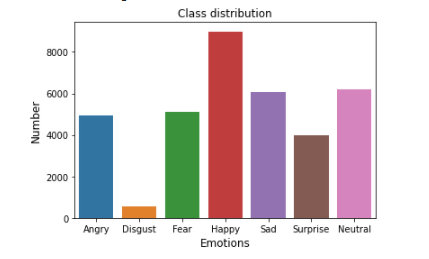 Class distribution
8000
6000
4000
2000
0
Number
Angry Disgust Fear Happy Sad Surprise Neutral
Emotions